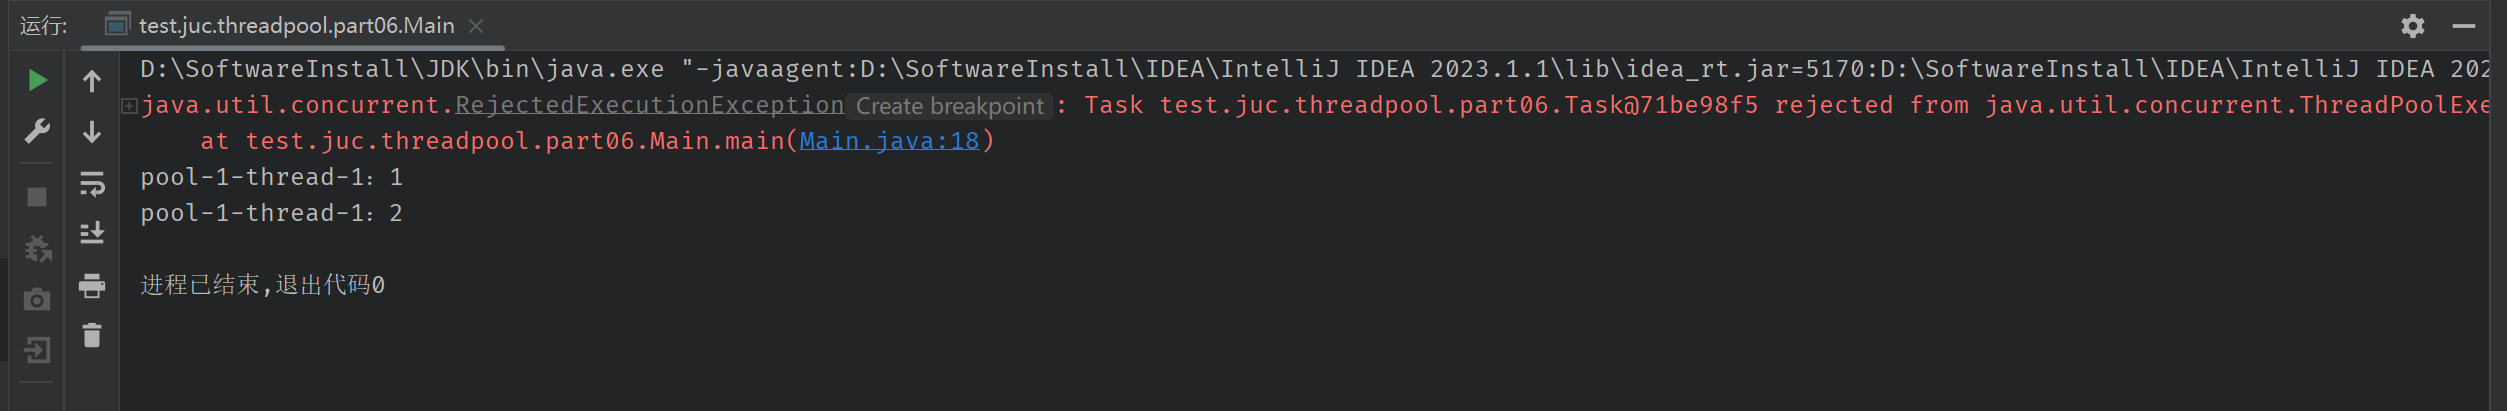 运行: test.juc.threadpool.part06.Main
D:\SoftwareInstall\JDK\bin\java.exe "-javaagent:D:\SoftwareInstall\IDEA\IntelliJ IDEA 2023.1.1\lib\idea_rt.jar=5170:D:\SoftwareInstall\IDEA\IntelliJ IDEA 202
java.util.concurrent.RejectedExecutionException Create breakpoint : Task test.juc.threadpool.part06.Task@71be98f5 rejected from java.util.concurrent.ThreadPoolExe
at test.juc.threadpool.part06.Main.main(Main.java:18)
pool-1-thread-1: 1
pool-1-thread-1: 2
进程已结束,退出代码0